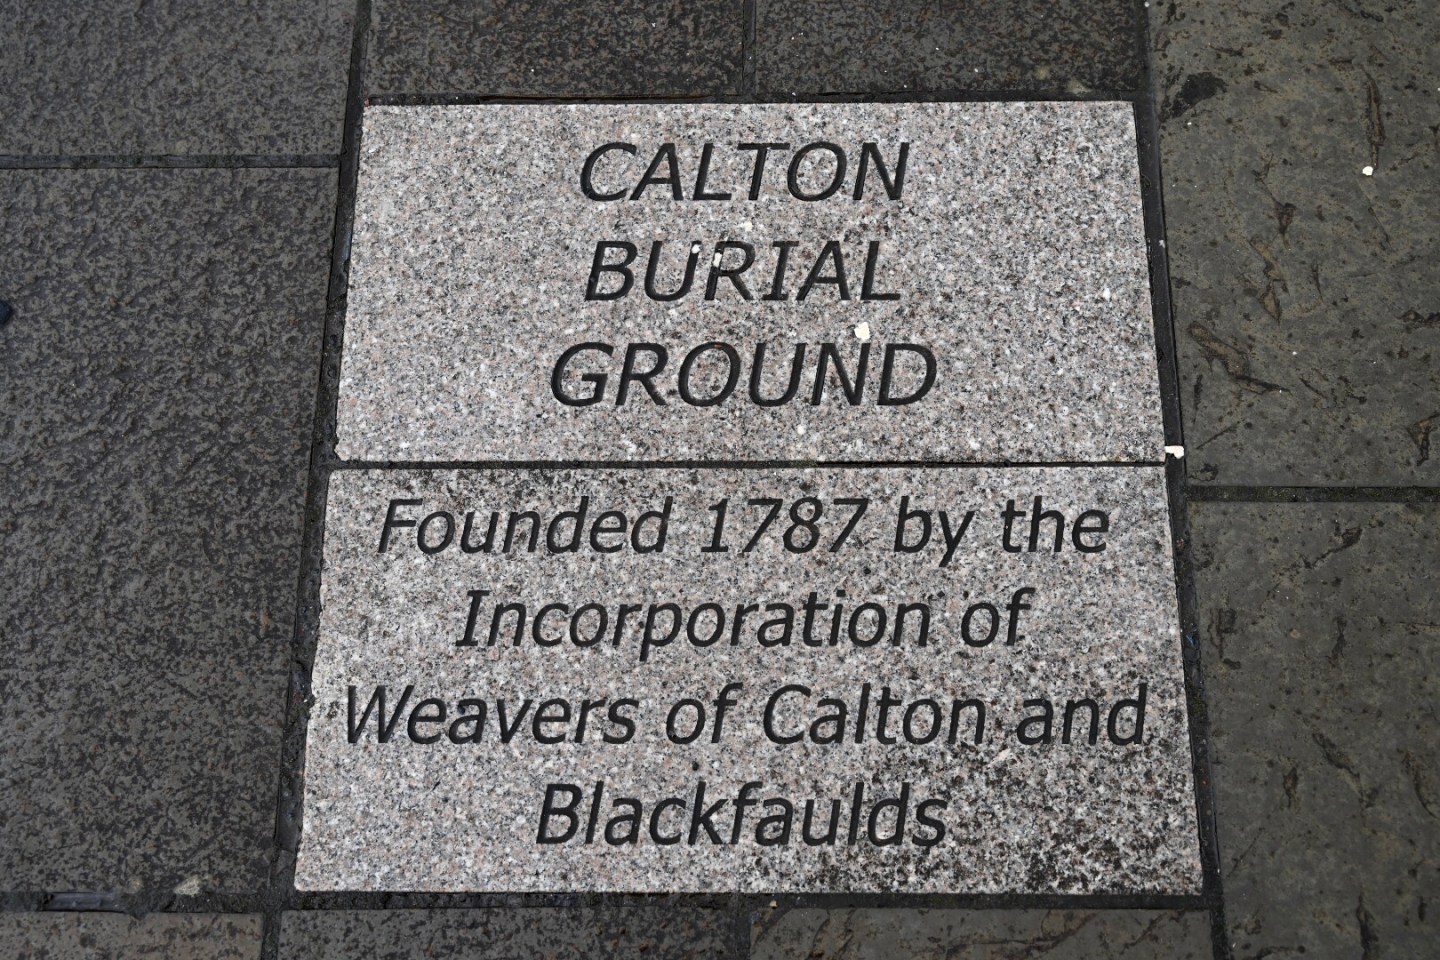 CALTON
BURIAL
GROUND
Founded 1787 by the
Incorporation of
Weavers of Calton and
Blackfaulds